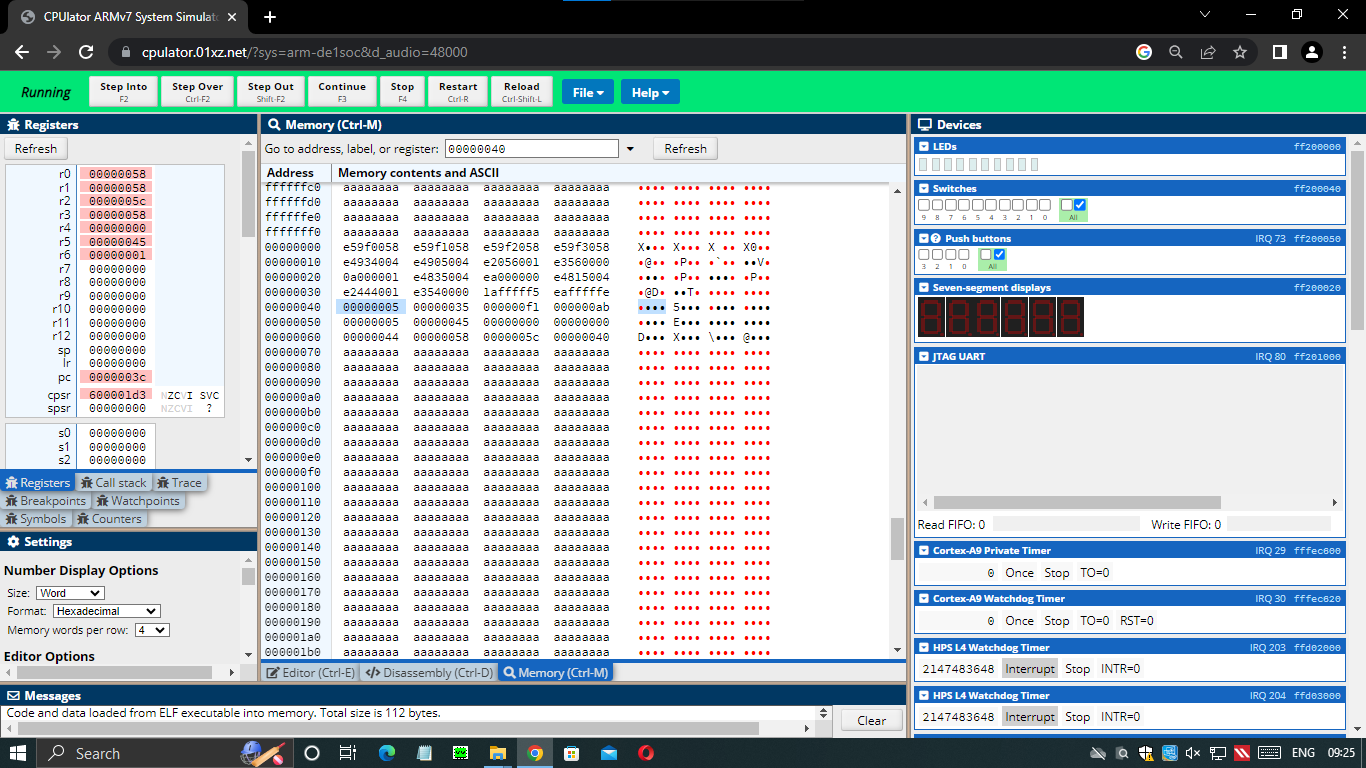 CPUlator ARMv7 System Simulat
cpulator.01xz.net/?sys=arm-de1soc&d_audio=48000
Running
Step Into
F2
Step Over
Ctrl-F2
Step Out
Shift-F2
Continue
F3
Stop
F4
Restart
Ctrl-R
Reload
Ctrl-Shift-L
File
Help
Registers
Refresh
r0 00000058
r1 00000058
r2 0000005c
r3 00000058
r4 00000000
r5 00000045
r6 00000001
r7 00000000
r8 00000000
r9 00000000
r10 00000000
r11 00000000
r12 00000000
sp 00000000
lr 00000000
pc 0000003c
cpsr 600001d3 NZCVI SVC
spsr 00000000 NZCVI ?
s0 00000000
s1 00000000
s2 00000000
Registers Call stack Trace
Breakpoints Watchpoints
Symbols Counters
Settings
Number Display Options
Size: Word
Format: Hexadecimal
Memory words per row: 4
Editor Options
Memory (Ctrl-M)
Go to address, label, or register: 00000040 Refresh
Address Memory contents and ASCII
ffffffc0 aaaaaaaa aaaaaaaa aaaaaaaa aaaaaaaa •••• •••• •••• ••••
ffffffd0 aaaaaaaa aaaaaaaa aaaaaaaa aaaaaaaa •••• •••• •••• ••••
ffffffe0 aaaaaaaa aaaaaaaa aaaaaaaa aaaaaaaa •••• •••• •••• ••••
fffffff0 aaaaaaaa aaaaaaaa aaaaaaaa aaaaaaaa •••• •••• •••• ••••
00000000 e59f0058 e59f1058 e59f2058 e59f3058 X••• X••• X •• X0••
00000010 e4934004 e4905004 e2056001 e3560000 •@•• •P•• •`•• ••V•
00000020 0a000001 e4835004 ea000000 e4815004 •••• •P•• •••• •P••
00000030 e2444001 e3540000 1afffff5 eafffffe •@D• ••T• •••• ••••
00000040 00000005 00000035 000000f1 000000ab •••• 5••• •••• ••••
00000050 00000005 00000045 00000000 00000000 •••• E••• •••• ••••
00000060 00000044 00000058 0000005c 00000040 D••• X••• \••• @•••
00000070 aaaaaaaa aaaaaaaa aaaaaaaa aaaaaaaa •••• •••• •••• ••••
00000080 aaaaaaaa aaaaaaaa aaaaaaaa aaaaaaaa •••• •••• •••• ••••
00000090 aaaaaaaa aaaaaaaa aaaaaaaa aaaaaaaa •••• •••• •••• ••••
000000a0 aaaaaaaa aaaaaaaa aaaaaaaa aaaaaaaa •••• •••• •••• ••••
000000b0 aaaaaaaa aaaaaaaa aaaaaaaa aaaaaaaa •••• •••• •••• ••••
000000c0 aaaaaaaa aaaaaaaa aaaaaaaa aaaaaaaa •••• •••• •••• ••••
000000d0 aaaaaaaa aaaaaaaa aaaaaaaa aaaaaaaa •••• •••• •••• ••••
000000e0 aaaaaaaa aaaaaaaa aaaaaaaa aaaaaaaa •••• •••• •••• ••••
000000f0 aaaaaaaa aaaaaaaa aaaaaaaa aaaaaaaa •••• •••• •••• ••••
00000100 aaaaaaaa aaaaaaaa aaaaaaaa aaaaaaaa •••• •••• •••• ••••
00000110 aaaaaaaa aaaaaaaa aaaaaaaa aaaaaaaa •••• •••• •••• ••••
00000120 aaaaaaaa aaaaaaaa aaaaaaaa aaaaaaaa •••• •••• •••• ••••
00000130 aaaaaaaa aaaaaaaa aaaaaaaa aaaaaaaa •••• •••• •••• ••••
00000140 aaaaaaaa aaaaaaaa aaaaaaaa aaaaaaaa •••• •••• •••• ••••
00000150 aaaaaaaa aaaaaaaa aaaaaaaa aaaaaaaa •••• •••• •••• ••••
00000160 aaaaaaaa aaaaaaaa aaaaaaaa aaaaaaaa •••• •••• •••• ••••
00000170 aaaaaaaa aaaaaaaa aaaaaaaa aaaaaaaa •••• •••• •••• ••••
00000180 aaaaaaaa aaaaaaaa aaaaaaaa aaaaaaaa •••• •••• •••• ••••
00000190 aaaaaaaa aaaaaaaa aaaaaaaa aaaaaaaa •••• •••• •••• ••••
000001a0 aaaaaaaa aaaaaaaa aaaaaaaa aaaaaaaa •••• •••• •••• ••••
000001b0 aaaaaaaa aaaaaaaa aaaaaaaa aaaaaaaa •••• •••• •••• ••••
Editor (Ctrl-E) Disassembly (Ctrl-D) Memory (Ctrl-M)
Messages
Code and data loaded from ELF executable into memory. Total size is 112 bytes.
Clear
Devices
LEDs ff200000
Switches ff200040
9 8 7 6 5 4 3 2 1 0 All
Push buttons IRQ 73 ff200050
3 2 1 0 All
Seven-segment displays ff200020
JTAG UART IRQ 80 ff201000
Read FIFO: 0 Write FIFO: 0
Cortex-A9 Private Timer IRQ 29 fffec600
0 Once Stop TO=0
Cortex-A9 Watchdog Timer IRQ 30 fffec620
0 Once Stop TO=0 RST=0
HPS L4 Watchdog Timer IRQ 203 ffd02000
2147483648 Interrupt Stop INTR=0
HPS L4 Watchdog Timer IRQ 204 ffd03000
2147483648 Interrupt Stop INTR=0
Search
ENG 09:25